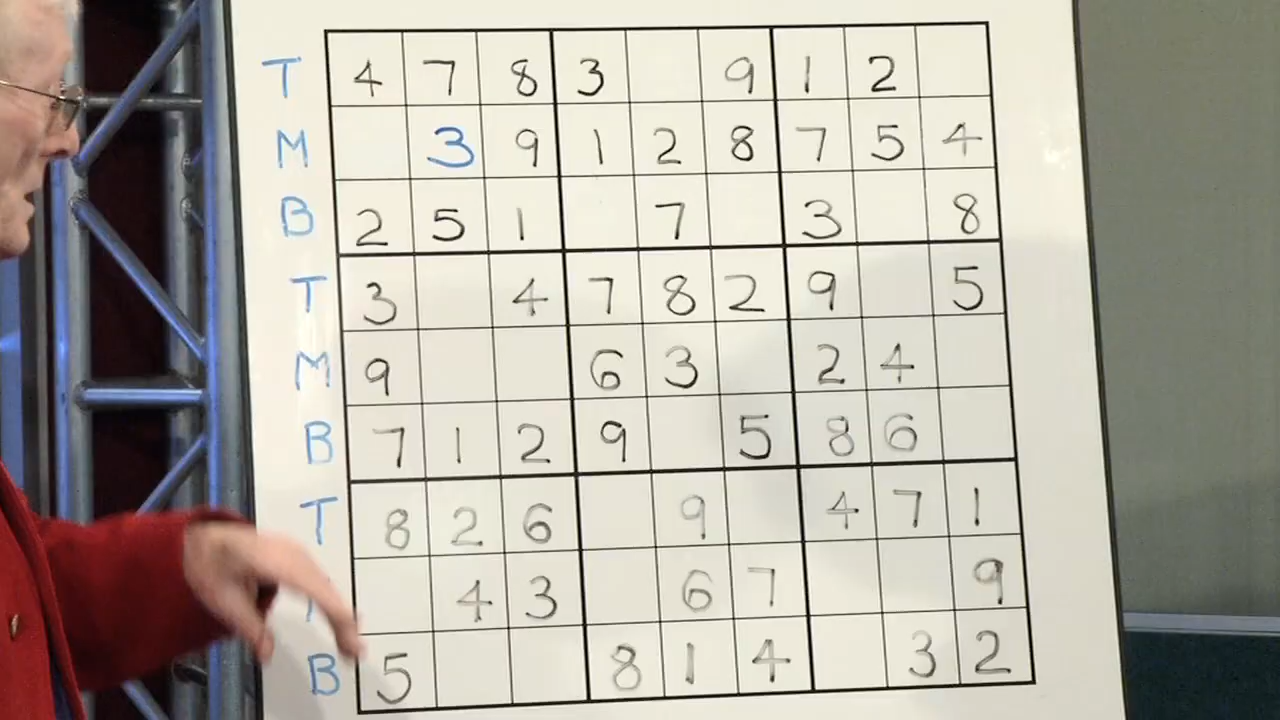 T 4 7 8 3 9 1 2
M 3 9 1 2 8 7 5 4
B 2 5 1 7 3 8
T 3 4 7 8 2 9 5
M 9 6 3 2 4
B 7 1 2 9 5 8 6
T 8 2 6 9 4 7 1
4 3 6 7 9
B 5 8 1 4 3 2